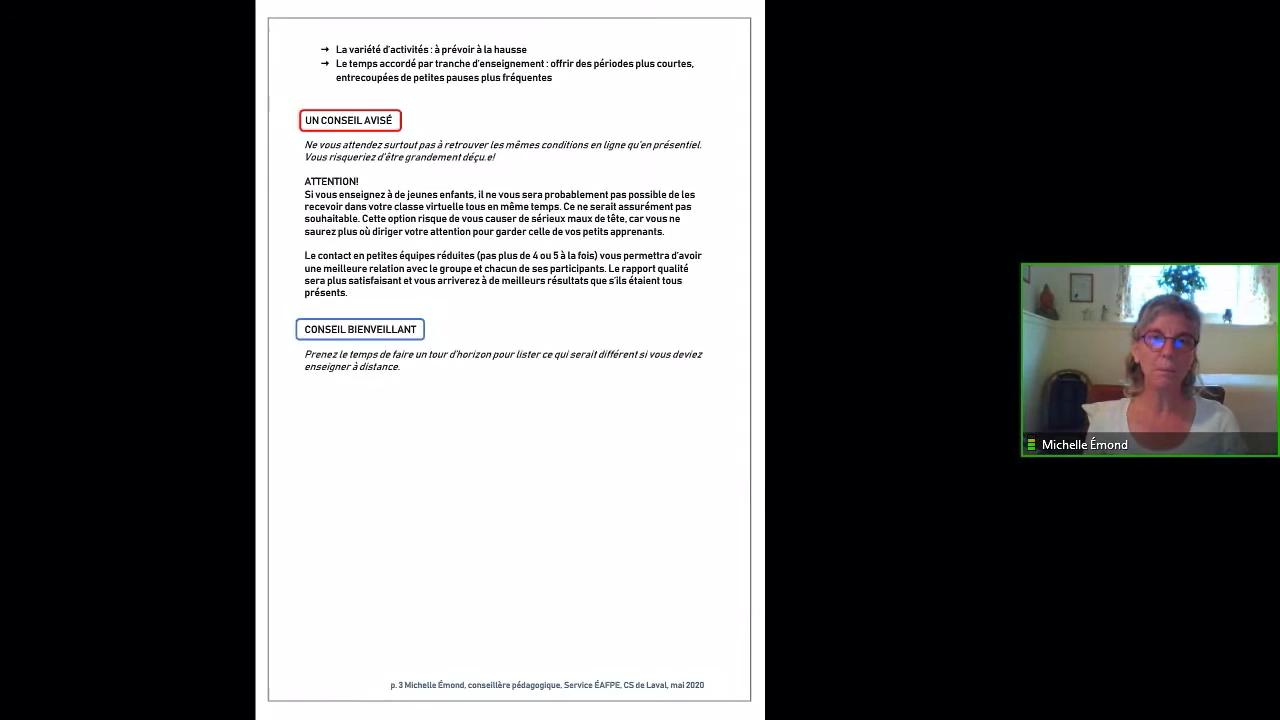 → La variété d'activités : à prévoir à la hausse
→ Le temps accordé par tranche d'enseignement : offrir des périodes plus courtes,
entrecoupées de petites pauses plus fréquentes
UN CONSEIL AVISÉ
Ne vous attendez surtout pas à retrouver les mêmes conditions en ligne qu'en présentiel.
Vous risqueriez d'être grandement déçu.e!
ATTENTION!
Si vous enseignez à de jeunes enfants, il ne vous sera probablement pas possible de les
recevoir dans votre classe virtuelle tous en même temps. Ce ne serait assurément pas
souhaitable. Cette option risque de vous causer de sérieux maux de tête, car vous ne
saurez plus où diriger votre attention pour garder celle de vos petits apprenants.
Le contact en petites équipes réduites (pas plus de 4 ou 5 à la fois) vous permettra d'avoir
une meilleure relation avec le groupe et chacun de ses participants. Le rapport qualité
sera plus satisfaisant et vous arriverez à de meilleurs résultats que s'ils étaient tous
présents.
CONSEIL BIENVEILLANT
Prenez le temps de faire un tour d'horizon pour lister ce qui serait différent si vous deviez
enseigner à distance.
p. 3 Michelle Émond, conseillère pédagogique, Service ÉAFPE, CS de Laval, mai 2020
Michelle Émond